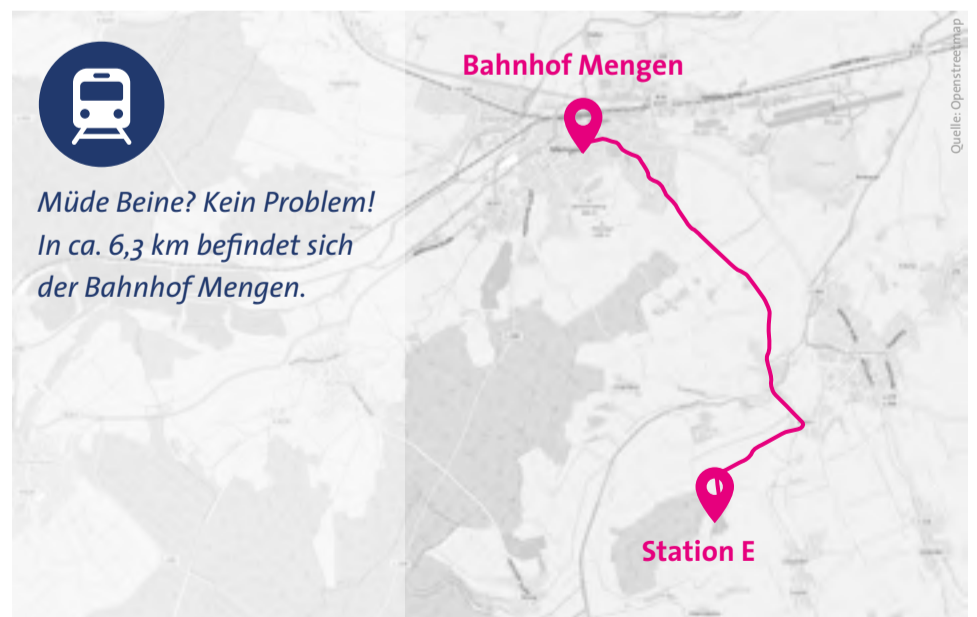 Bahnhof Mengen
Müde Beine? Kein Problem!
In ca. 6,3 km befindet sich
der Bahnhof Mengen.
Mengen
Station E
Quelle: Openstreetmap